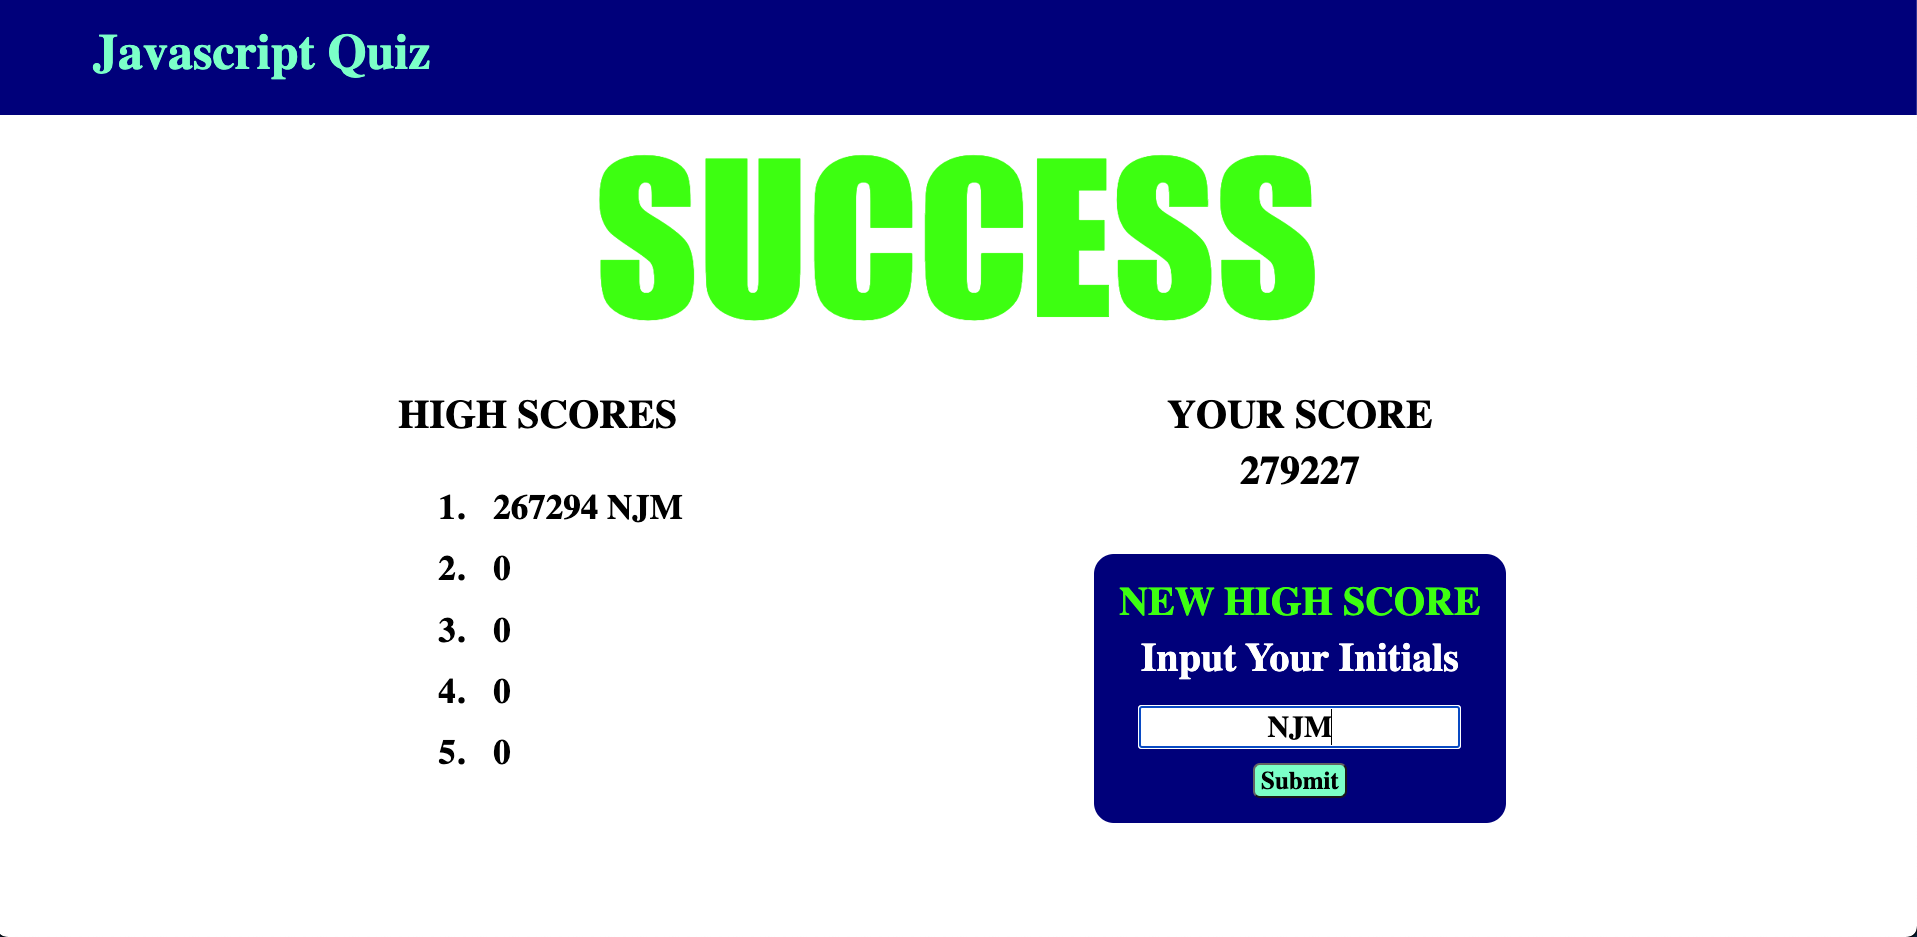 Javascript Quiz
SUCCESS
HIGH SCORES
1. 267294 NJM
2. 0
3. 0
4. 0
5. 0
YOUR SCORE
279227
NEW HIGH SCORE
Input Your Initials
NJM
Submit